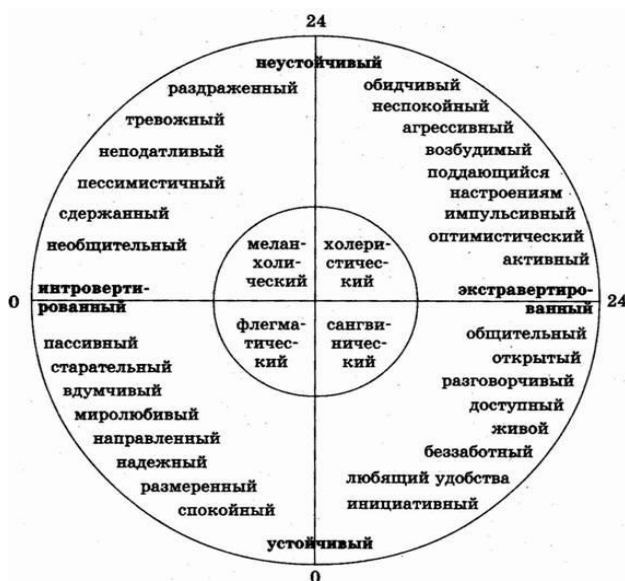 24
неустойчивый
раздраженный
тревожный
неподатливый
пессимистичный
сдержанный
необщительный
обидчивый
неспокойный
агрессивный
возбудимый
поддающийся
настроениям
импульсивный
оптимистический
активный
мелан-
холи-
ческий
холери-
стичес-
кий
0
интроверти-
рованный
экстравертиро-
ванный
24
флегма-
тичес-
кий
сангви-
ничес-
кий
пассивный
старательный
вдумчивый
миролюбивый
направленный
надежный
размеренный
спокойный
общительный
открытый
разговорчивый
доступный
живой
беззаботный
любящий удобства
инициативный
устойчивый
0